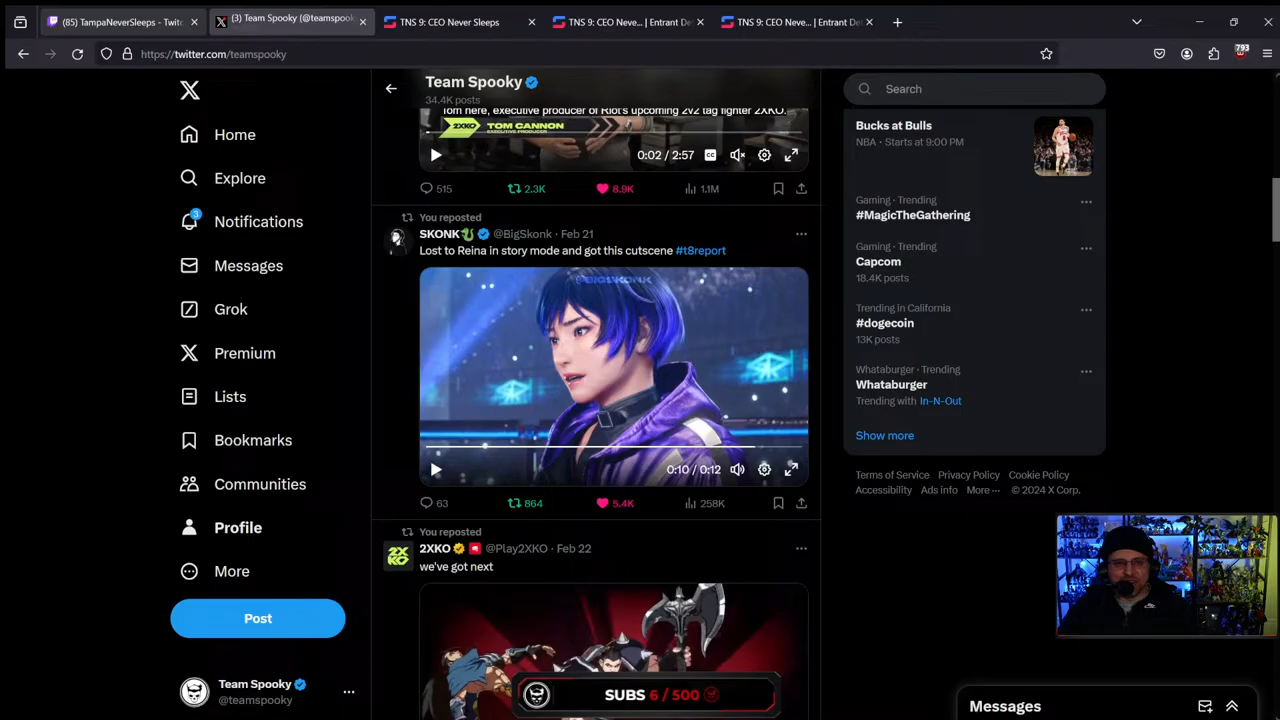 (85) TampaNeverSleeps - Twitc
(3) Team Spooky (@teamspooky
TNS 9: CEO Never Sleeps
TNS 9: CEO Neve... | Entrant De
TNS 9: CEO Neve... | Entrant De
https://twitter.com/teamspooky
793
Home
Explore
3
Notifications
Messages
Grok
Premium
Lists
Bookmarks
Communities
Profile
More
Post
Team Spooky
@teamspooky
Team Spooky
34.4K posts
Tom here, executive producer of Riot's upcoming 2v2 tag fighter 2XKO.
2XKO TOM CANNON
EXECUTIVE PRODUCER
0:02 / 2:57
CC
515 2.3K 8.9K 1.1M
You reposted
SKONK @BigSkonk · Feb 21
Lost to Reina in story mode and got this cutscene #t8report
@BIGSKONK
0:10 / 0:12
63 864 5.4K 258K
You reposted
2XKO @Play2XKO · Feb 22
we've got next
SUBS 6 / 500
Search
Bucks at Bulls
NBA · Starts at 9:00 PM
Gaming · Trending
#MagicTheGathering
Gaming · Trending
Capcom
18.4K posts
Trending in California
#dogecoin
13K posts
Whataburger · Trending
Whataburger
Trending with In-N-Out
Show more
Terms of Service Privacy Policy Cookie Policy
Accessibility Ads info More ··· © 2024 X Corp.
Messages